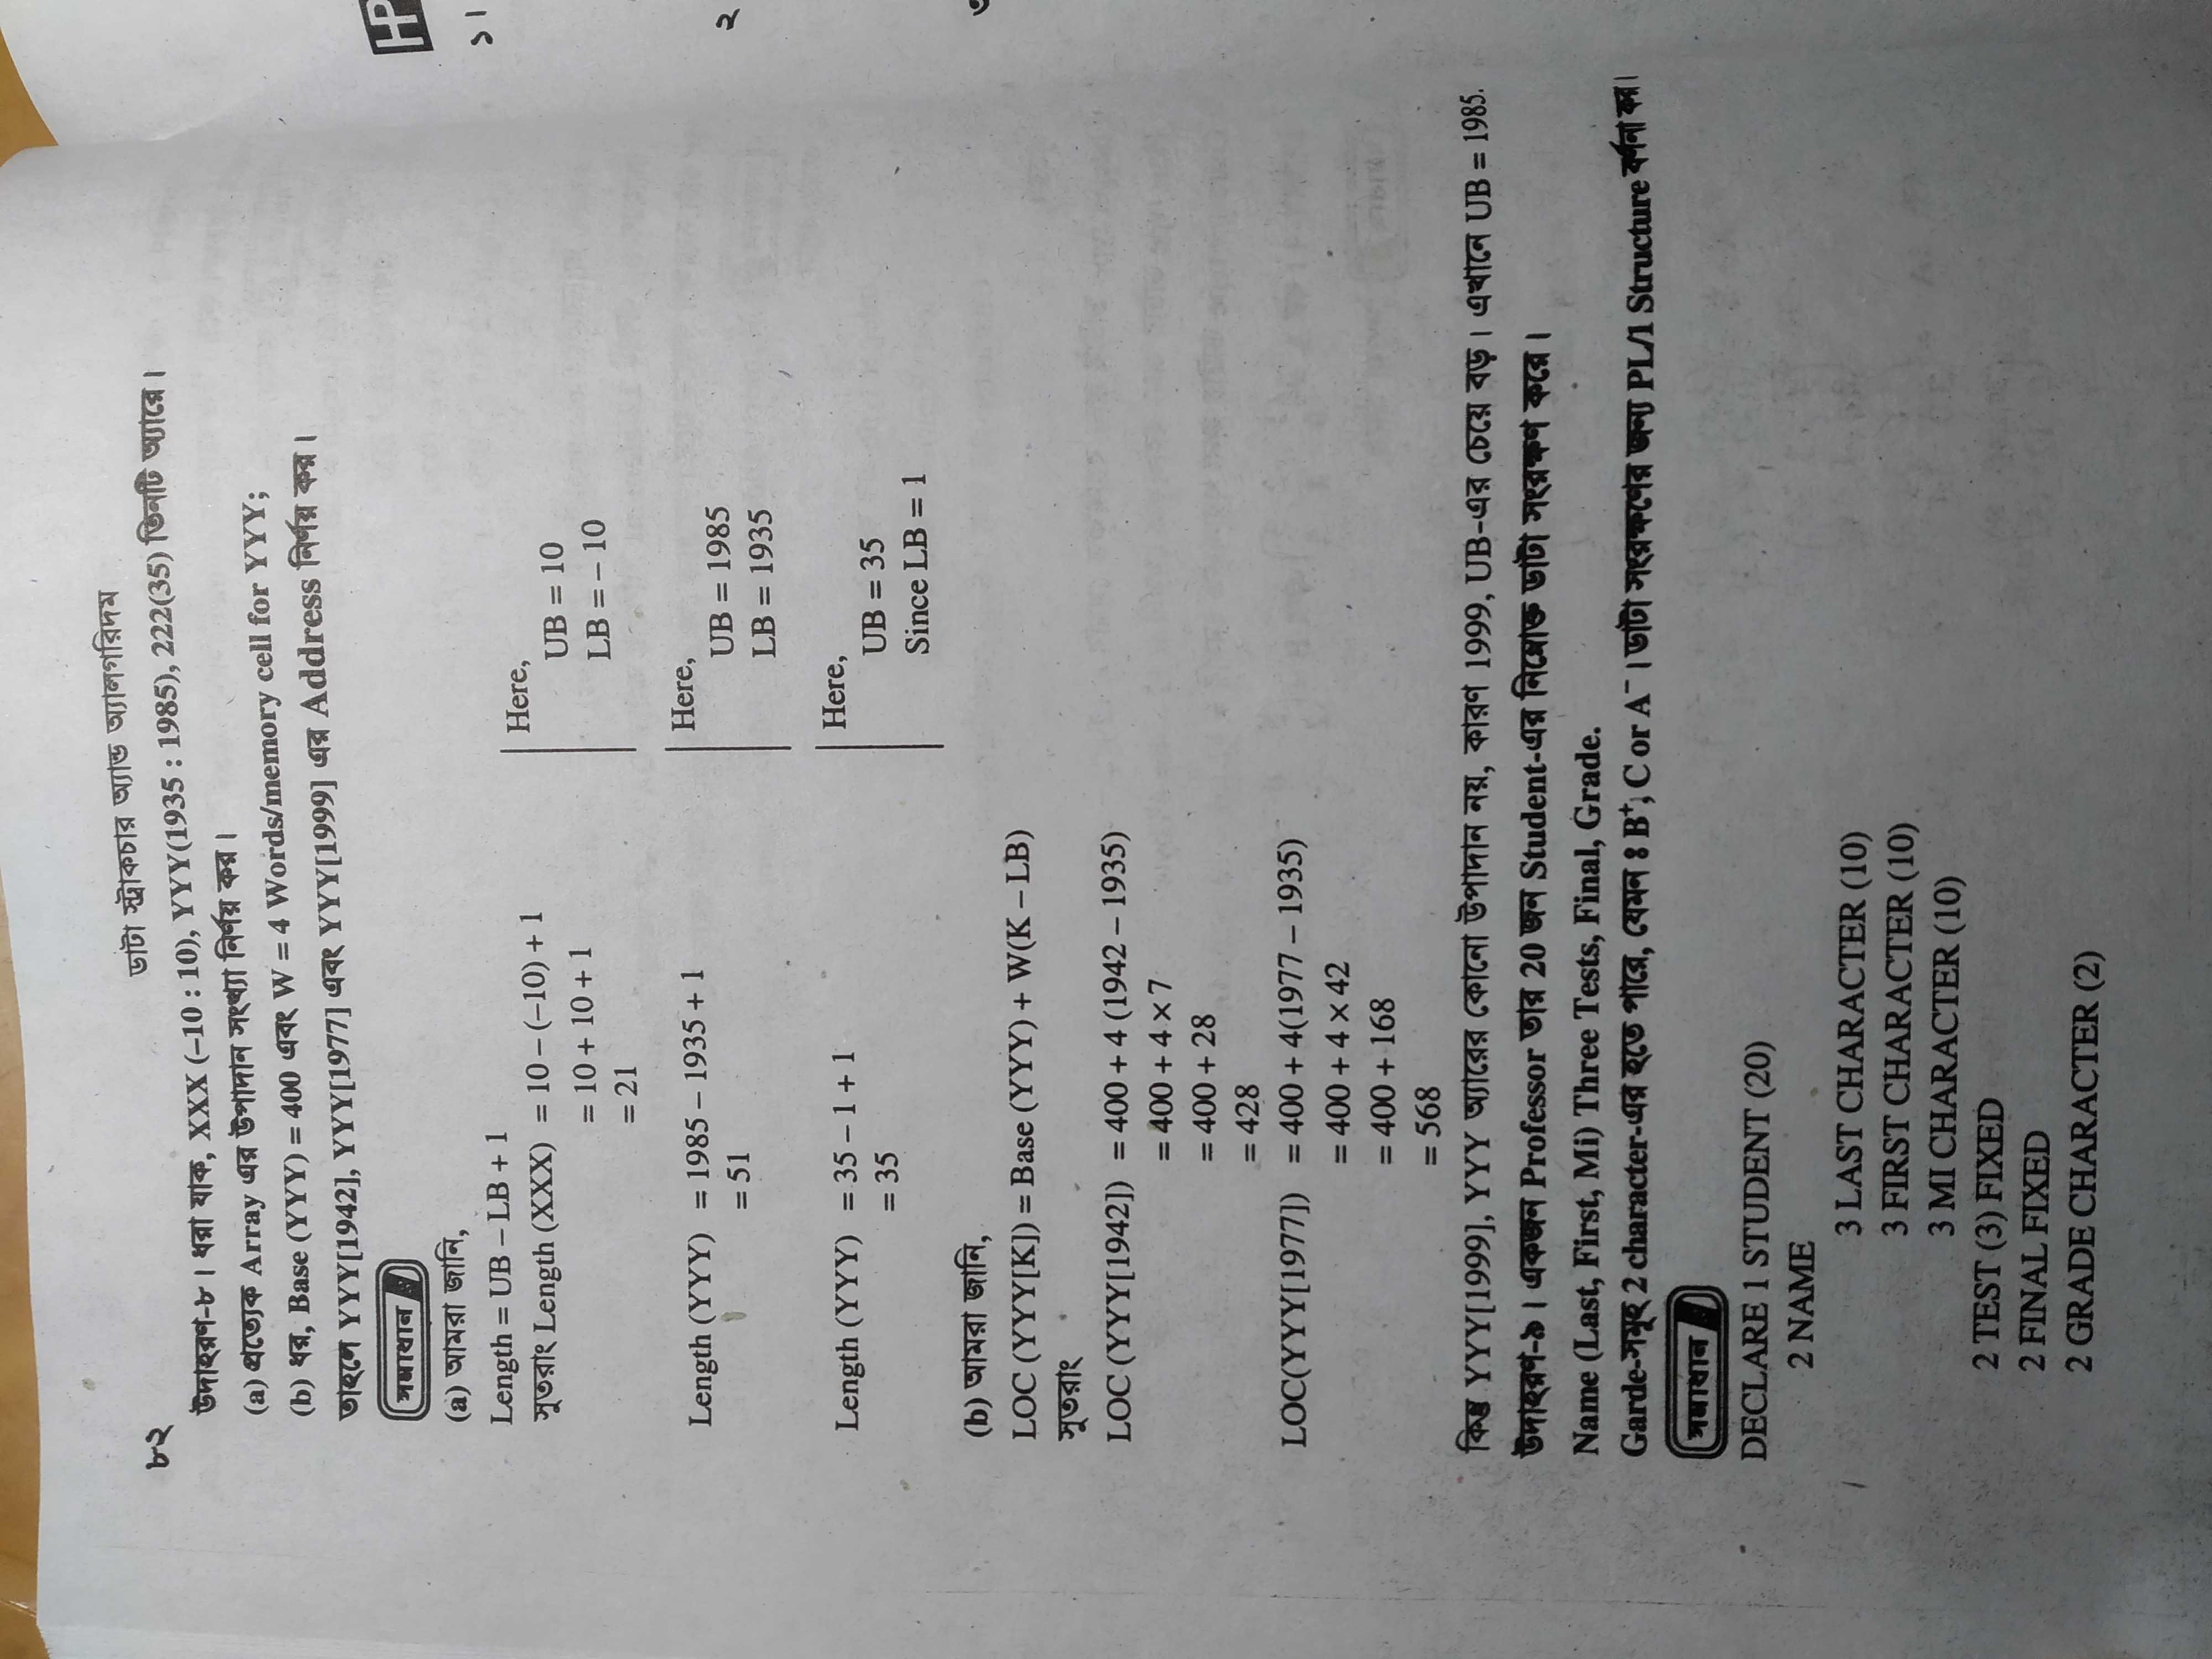 ৮২
ডাটা স্ট্রাকচার অ্যান্ড অ্যালগরিদম
উদাহরণ-৮। ধরা যাক, XXX (–10 : 10), YYY(1935 : 1985), 222(35) তিনটি অ্যারে।
(a) প্রত্যেক Array এর উপাদান সংখ্যা নির্ণয় কর।
(b) ধর, Base (YYY) = 400 এবং W = 4 Words/memory cell for YYY;
তাহলে YYY[1942], YYY[1977] এবং YYY[1999] এর Address নির্ণয় কর।
সমাধান
(a) আমরা জানি,
Length = UB – LB + 1
সুতরাং Length (XXX) = 10 – (–10) + 1
= 10 + 10 + 1
= 21
Here,
UB = 10
LB = – 10
Length (YYY) = 1985 – 1935 + 1
= 51
Here,
UB = 1985
LB = 1935
Length (YYY) = 35 – 1 + 1
= 35
Here,
UB = 35
Since LB = 1
(b) আমরা জানি,
LOC (YYY[K]) = Base (YYY) + W(K – LB)
সুতরাং
LOC (YYY[1942]) = 400 + 4 (1942 – 1935)
= 400 + 4 × 7
= 400 + 28
= 428
LOC(YYY[1977]) = 400 + 4(1977 – 1935)
= 400 + 4 × 42
= 400 + 168
= 568
কিন্তু YYY[1999], YYY অ্যারের কোনো উপাদান নয়, কারণ 1999, UB-এর চেয়ে বড়। এখানে UB = 1985.
উদাহরণ-৯। একজন Professor তার 20 জন Student-এর নিম্নোক্ত ডাটা সংরক্ষণ করে।
Name (Last, First, Mi) Three Tests, Final, Grade.
Garde-সমূহ 2 character-এর হতে পারে, যেমন ঃ B⁺, C or A⁻। ডাটা সংরক্ষণের জন্য PL/1 Structure বর্ণনা কর।
সমাধান
DECLARE 1 STUDENT (20)
2 NAME
3 LAST CHARACTER (10)
3 FIRST CHARACTER (10)
3 MI CHARACTER (10)
2 TEST (3) FIXED
2 FINAL FIXED
2 GRADE CHARACTER (2)
HP
১।
২